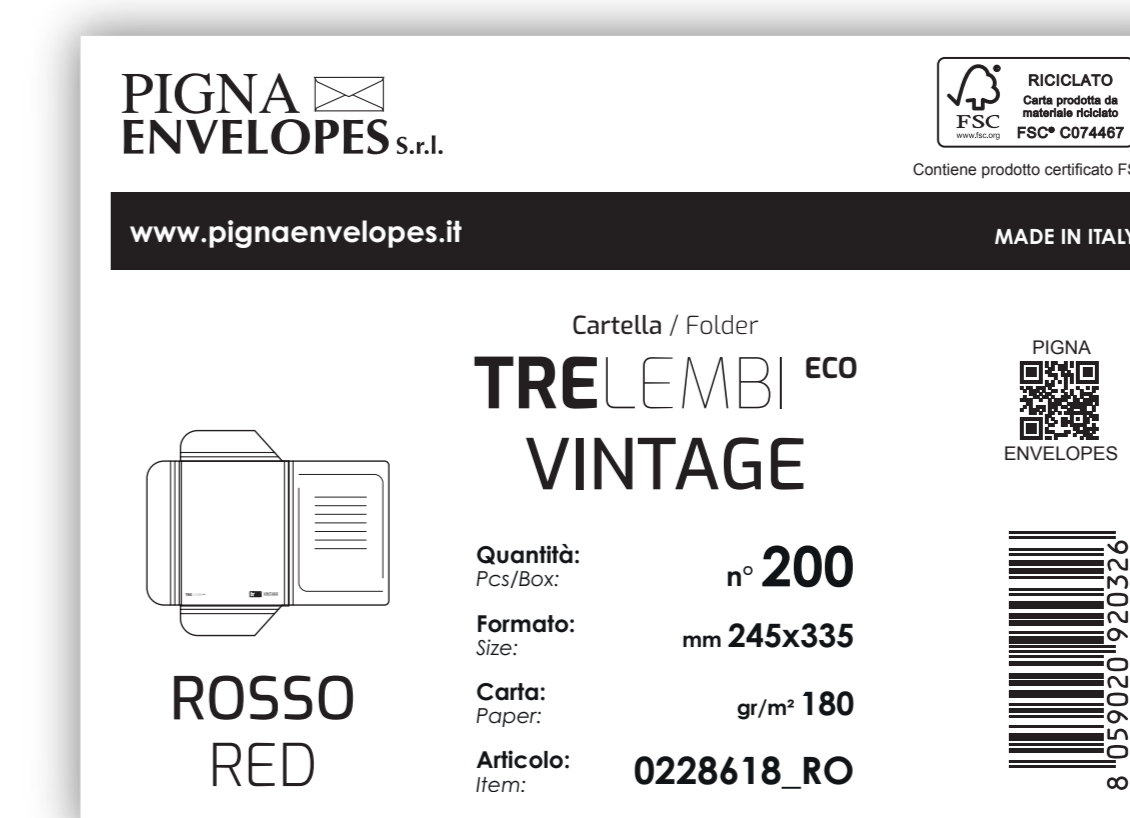 PIGNA
ENVELOPES S.r.l.
FSC
www.fsc.org
RICICLATO
Carta prodotta da
materiale riciclato
FSC® C074467
Contiene prodotto certificato
www.pignaenvelopes.it
MADE IN ITALY
Cartella / Folder
TRELEMBI ECO
VINTAGE
PIGNA
ENVELOPES
ROSSO
RED
Quantità:
Pcs/Box:
n° 200
Formato:
Size:
mm 245x335
Carta:
Paper:
gr/m² 180
Articolo:
Item:
0228618_RO
8 059020 920326